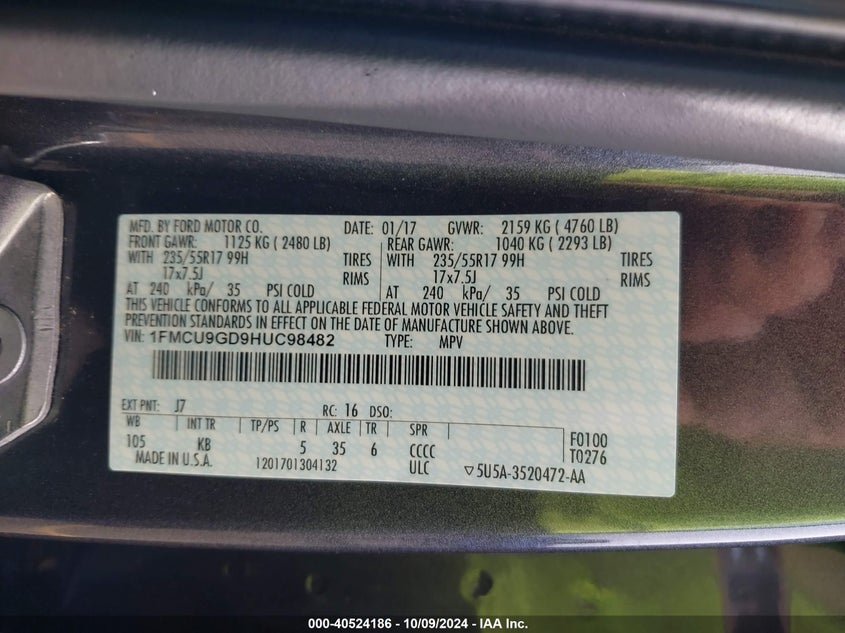 MFD. BY FORD MOTOR CO. DATE: 01/17 GVWR: 2159 KG ( 4760 LB)
FRONT GAWR: 1125 KG ( 2480 LB) REAR GAWR: 1040 KG ( 2293 LB)
WITH 235/55R17 99H TIRES WITH 235/55R17 99H TIRES
17x7.5J RIMS 17x7.5J RIMS
AT 240 kPa/ 35 PSI COLD AT 240 kPa/ 35 PSI COLD
THIS VEHICLE CONFORMS TO ALL APPLICABLE FEDERAL MOTOR VEHICLE SAFETY AND THEFT
PREVENTION STANDARDS IN EFFECT ON THE DATE OF MANUFACTURE SHOWN ABOVE.
VIN: 1FMCU9GD9HUC98482 TYPE: MPV
EXT PNT: J7 RC: 16 DSO:
WB INT TR TP/PS R AXLE TR SPR
105 KB 5 35 6 CCCC F0100
T0276
MADE IN U.S.A. 1201701304132 ULC ▽5U5A-3520472-AA
000-40524186 - 10/09/2024 - IAA Inc.